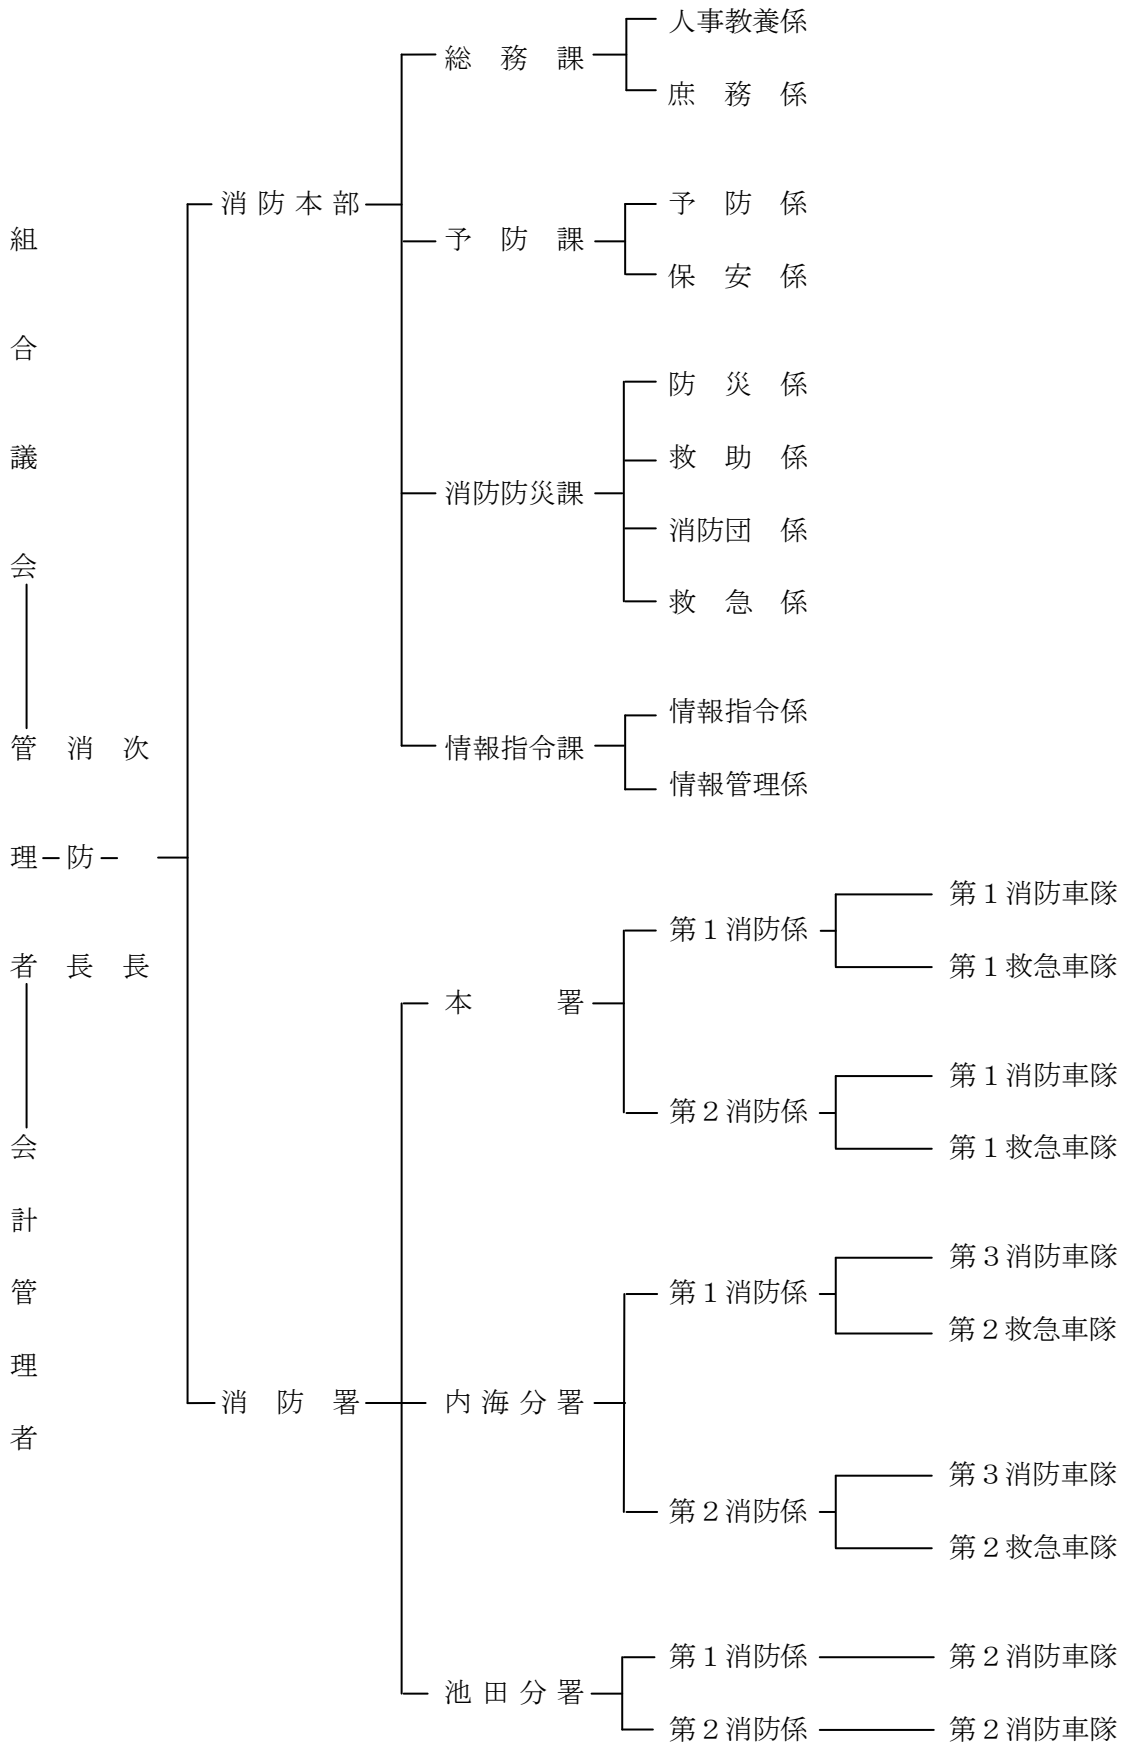 組合議会
管理者
会計管理者
消防長
次長
消防本部
総務課
人事教養係
庶務係
予防課
予防係
保安係
消防防災課
防災係
救助係
消防団係
救急係
情報指令課
情報指令係
情報管理係
消防署
本署
第1消防係
第1消防車隊
第1救急車隊
第2消防係
第1消防車隊
第1救急車隊
内海分署
第1消防係
第3消防車隊
第2救急車隊
第2消防係
第3消防車隊
第2救急車隊
池田分署
第1消防係
第2消防車隊
第2消防係
第2消防車隊